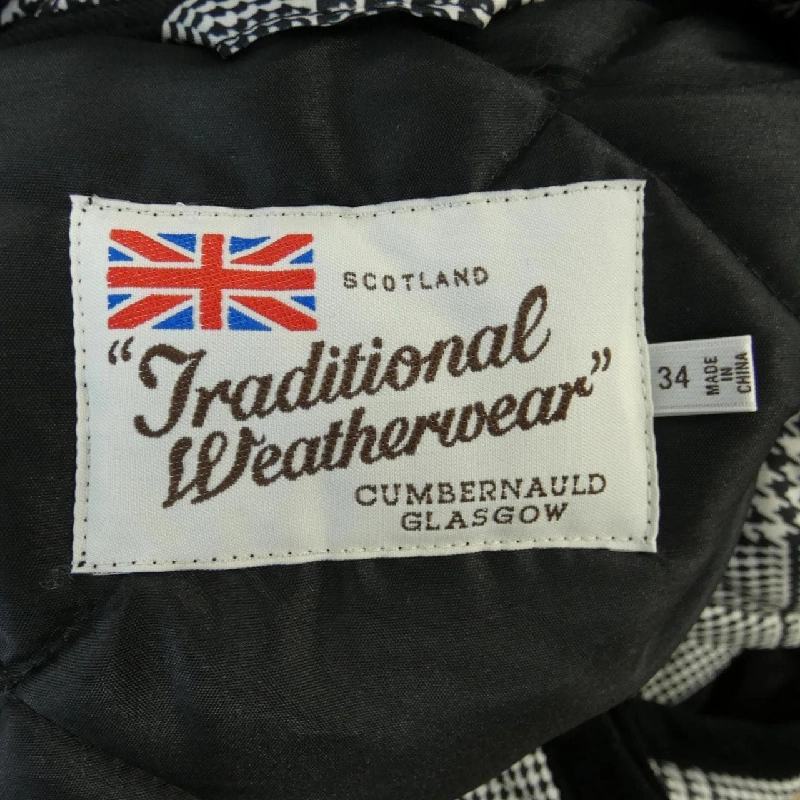 SCOTLAND
“Traditional
Weatherwear”
CUMBERNAULD
GLASGOW
34
MADE
IN
CHINA